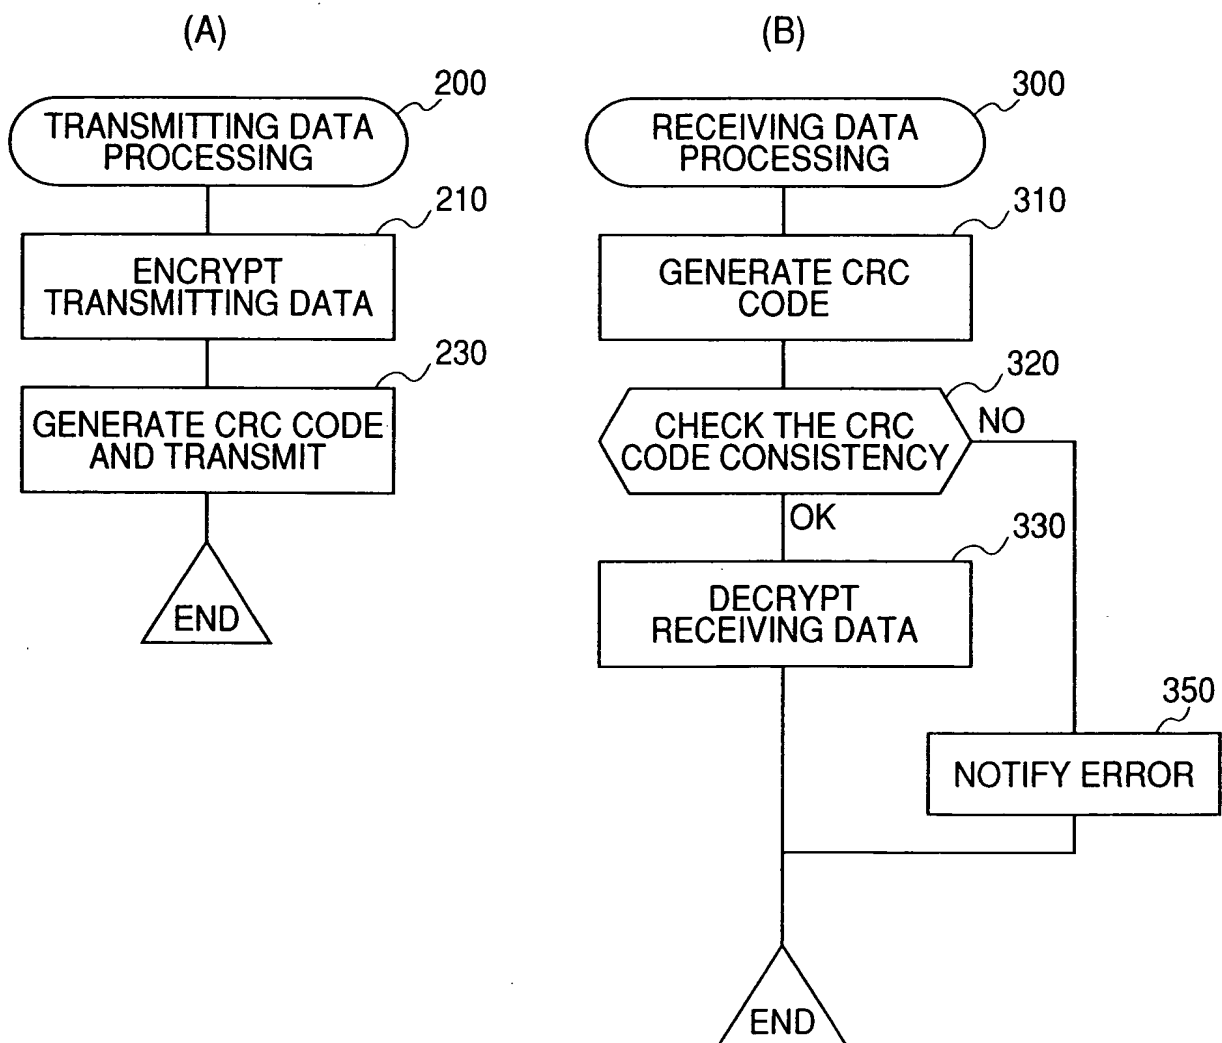 (A)
200
TRANSMITTING DATA
PROCESSING
210
ENCRYPT
TRANSMITTING DATA
230
GENERATE CRC CODE
AND TRANSMIT
END
(B)
300
RECEIVING DATA
PROCESSING
310
GENERATE CRC
CODE
320
CHECK THE CRC
CODE CONSISTENCY
NO
OK
330
DECRYPT
RECEIVING DATA
350
NOTIFY ERROR
END